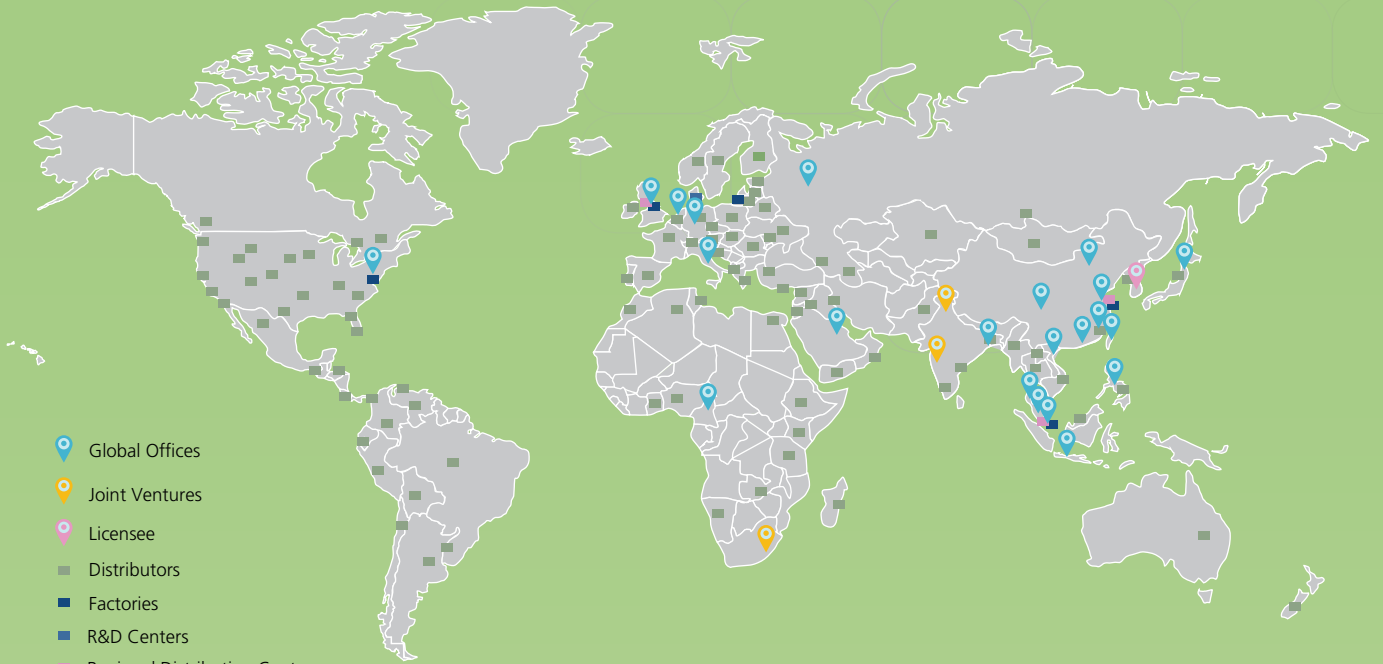 Global Offices
Joint Ventures
Licensee
Distributors
Factories
R&D Centers